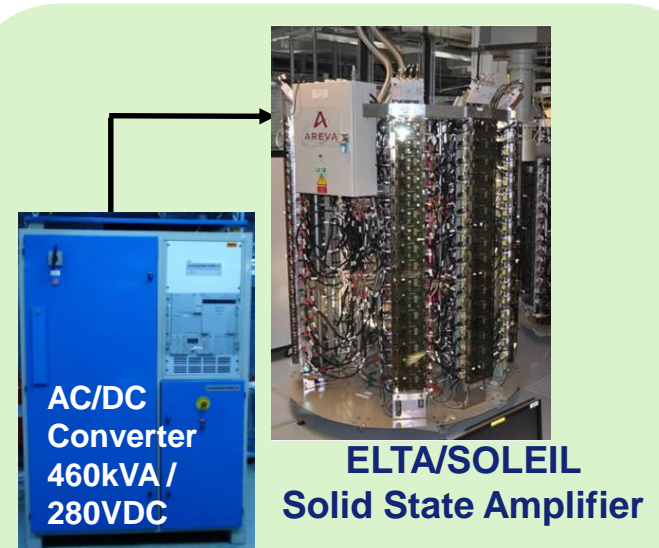 AREVA
AC/DC
Converter
460kVA /
280VDC
ELTA/SOLEIL
Solid State Amplifier